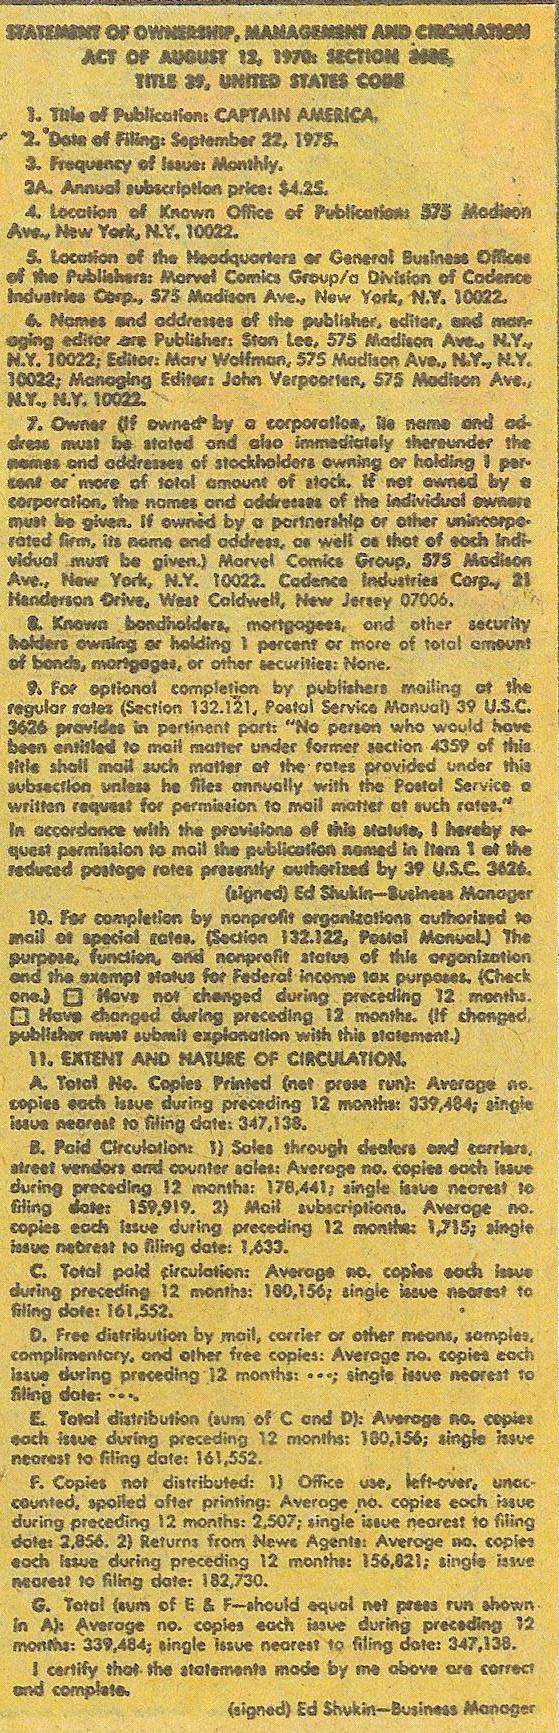 STATEMENT OF OWNERSHIP, MANAGEMENT AND CIRCULATION
ACT OF AUGUST 12, 1970: SECTION 3685,
TITLE 39, UNITED STATES CODE
1. Title of Publication: CAPTAIN AMERICA.
2. Date of Filing: September 22, 1975.
3. Frequency of Issue: Monthly.
3A. Annual subscription price: $4.25.
4. Location of Known Office of Publication: 575 Madison
Ave., New York, N.Y. 10022.
5. Location of the Headquarters or General Business Offices
of the Publishers: Marvel Comics Group/a Division of Cadence
Industries Corp., 575 Madison Ave., New York, N.Y. 10022.
6. Names and addresses of the publisher, editor, and man-
aging editor are Publisher: Stan Lee, 575 Madison Ave., N.Y.,
N.Y. 10022; Editor: Marv Wolfman, 575 Madison Ave., N.Y., N.Y.
10022; Managing Editor: John Verpoorten, 575 Madison Ave.,
N.Y., N.Y. 10022.
7. Owner (If owned by a corporation, its name and ad-
dress must be stated and also immediately thereunder the
names and addresses of stockholders owning or holding 1 per-
cent or more of total amount of stock. If not owned by a
corporation, the names and addresses of the individual owners
must be given. If owned by a partnership or other unincorpo-
rated firm, its name and address, as well as that of each indi-
vidual must be given.) Marvel Comics Group, 575 Madison
Ave., New York, N.Y. 10022. Cadence Industries Corp., 21
Henderson Drive, West Caldwell, New Jersey 07006.
8. Known bondholders, mortgagees, and other security
holders owning or holding 1 percent or more of total amount
of bonds, mortgages, or other securities: None.
9. For optional completion by publishers mailing at the
regular rates (Section 132.121, Postal Service Manual) 39 U.S.C.
3626 provides in pertinent part: "No person who would have
been entitled to mail matter under former section 4359 of this
title shall mail such matter at the rates provided under this
subsection unless he files annually with the Postal Service a
written request for permission to mail matter at such rates."
In accordance with the provisions of this statute, I hereby re-
quest permission to mail the publication named in Item 1 at the
reduced postage rates presently authorized by 39 U.S.C. 3626.
(signed) Ed Shukin—Business Manager
10. For completion by nonprofit organizations authorized to
mail at special rates. (Section 132.122, Postal Manual.) The
purpose, function, and nonprofit status of this organization
and the exempt status for Federal income tax purposes. (Check
one.) ☐ Have not changed during preceding 12 months.
☐ Have changed during preceding 12 months. (If changed,
publisher must submit explanation with this statement.)
11. EXTENT AND NATURE OF CIRCULATION.
A. Total No. Copies Printed (net press run): Average no.
copies each issue during preceding 12 months: 339,484; single
issue nearest to filing date: 347,138.
B. Paid Circulation: 1) Sales through dealers and carriers,
street vendors and counter sales: Average no. copies each issue
during preceding 12 months: 178,441; single issue nearest to
filing date: 159,919. 2) Mail subscriptions. Average no.
copies each issue during preceding 12 months: 1,715; single
issue nearest to filing date: 1,633.
C. Total paid circulation: Average no. copies each issue
during preceding 12 months: 180,156; single issue nearest to
filing date: 161,552.
D. Free distribution by mail, carrier or other means, samples,
complimentary, and other free copies: Average no. copies each
issue during preceding 12 months: ---; single issue nearest to
filing date: ---.
E. Total distribution (sum of C and D): Average no. copies
each issue during preceding 12 months: 180,156; single issue
nearest to filing date: 161,552.
F. Copies not distributed: 1) Office use, left-over, unac-
counted, spoiled after printing: Average no. copies each issue
during preceding 12 months: 2,507; single issue nearest to filing
date: 2,856. 2) Returns from News Agents: Average no. copies
each issue during preceding 12 months: 156,821; single issue
nearest to filing date: 182,730.
G. Total (sum of E & F—should equal net press run shown
in A): Average no. copies each issue during preceding 12
months: 339,484; single issue nearest to filing date: 347,138.
I certify that the statements made by me above are correct
and complete.
(signed) Ed Shukin—Business Manager